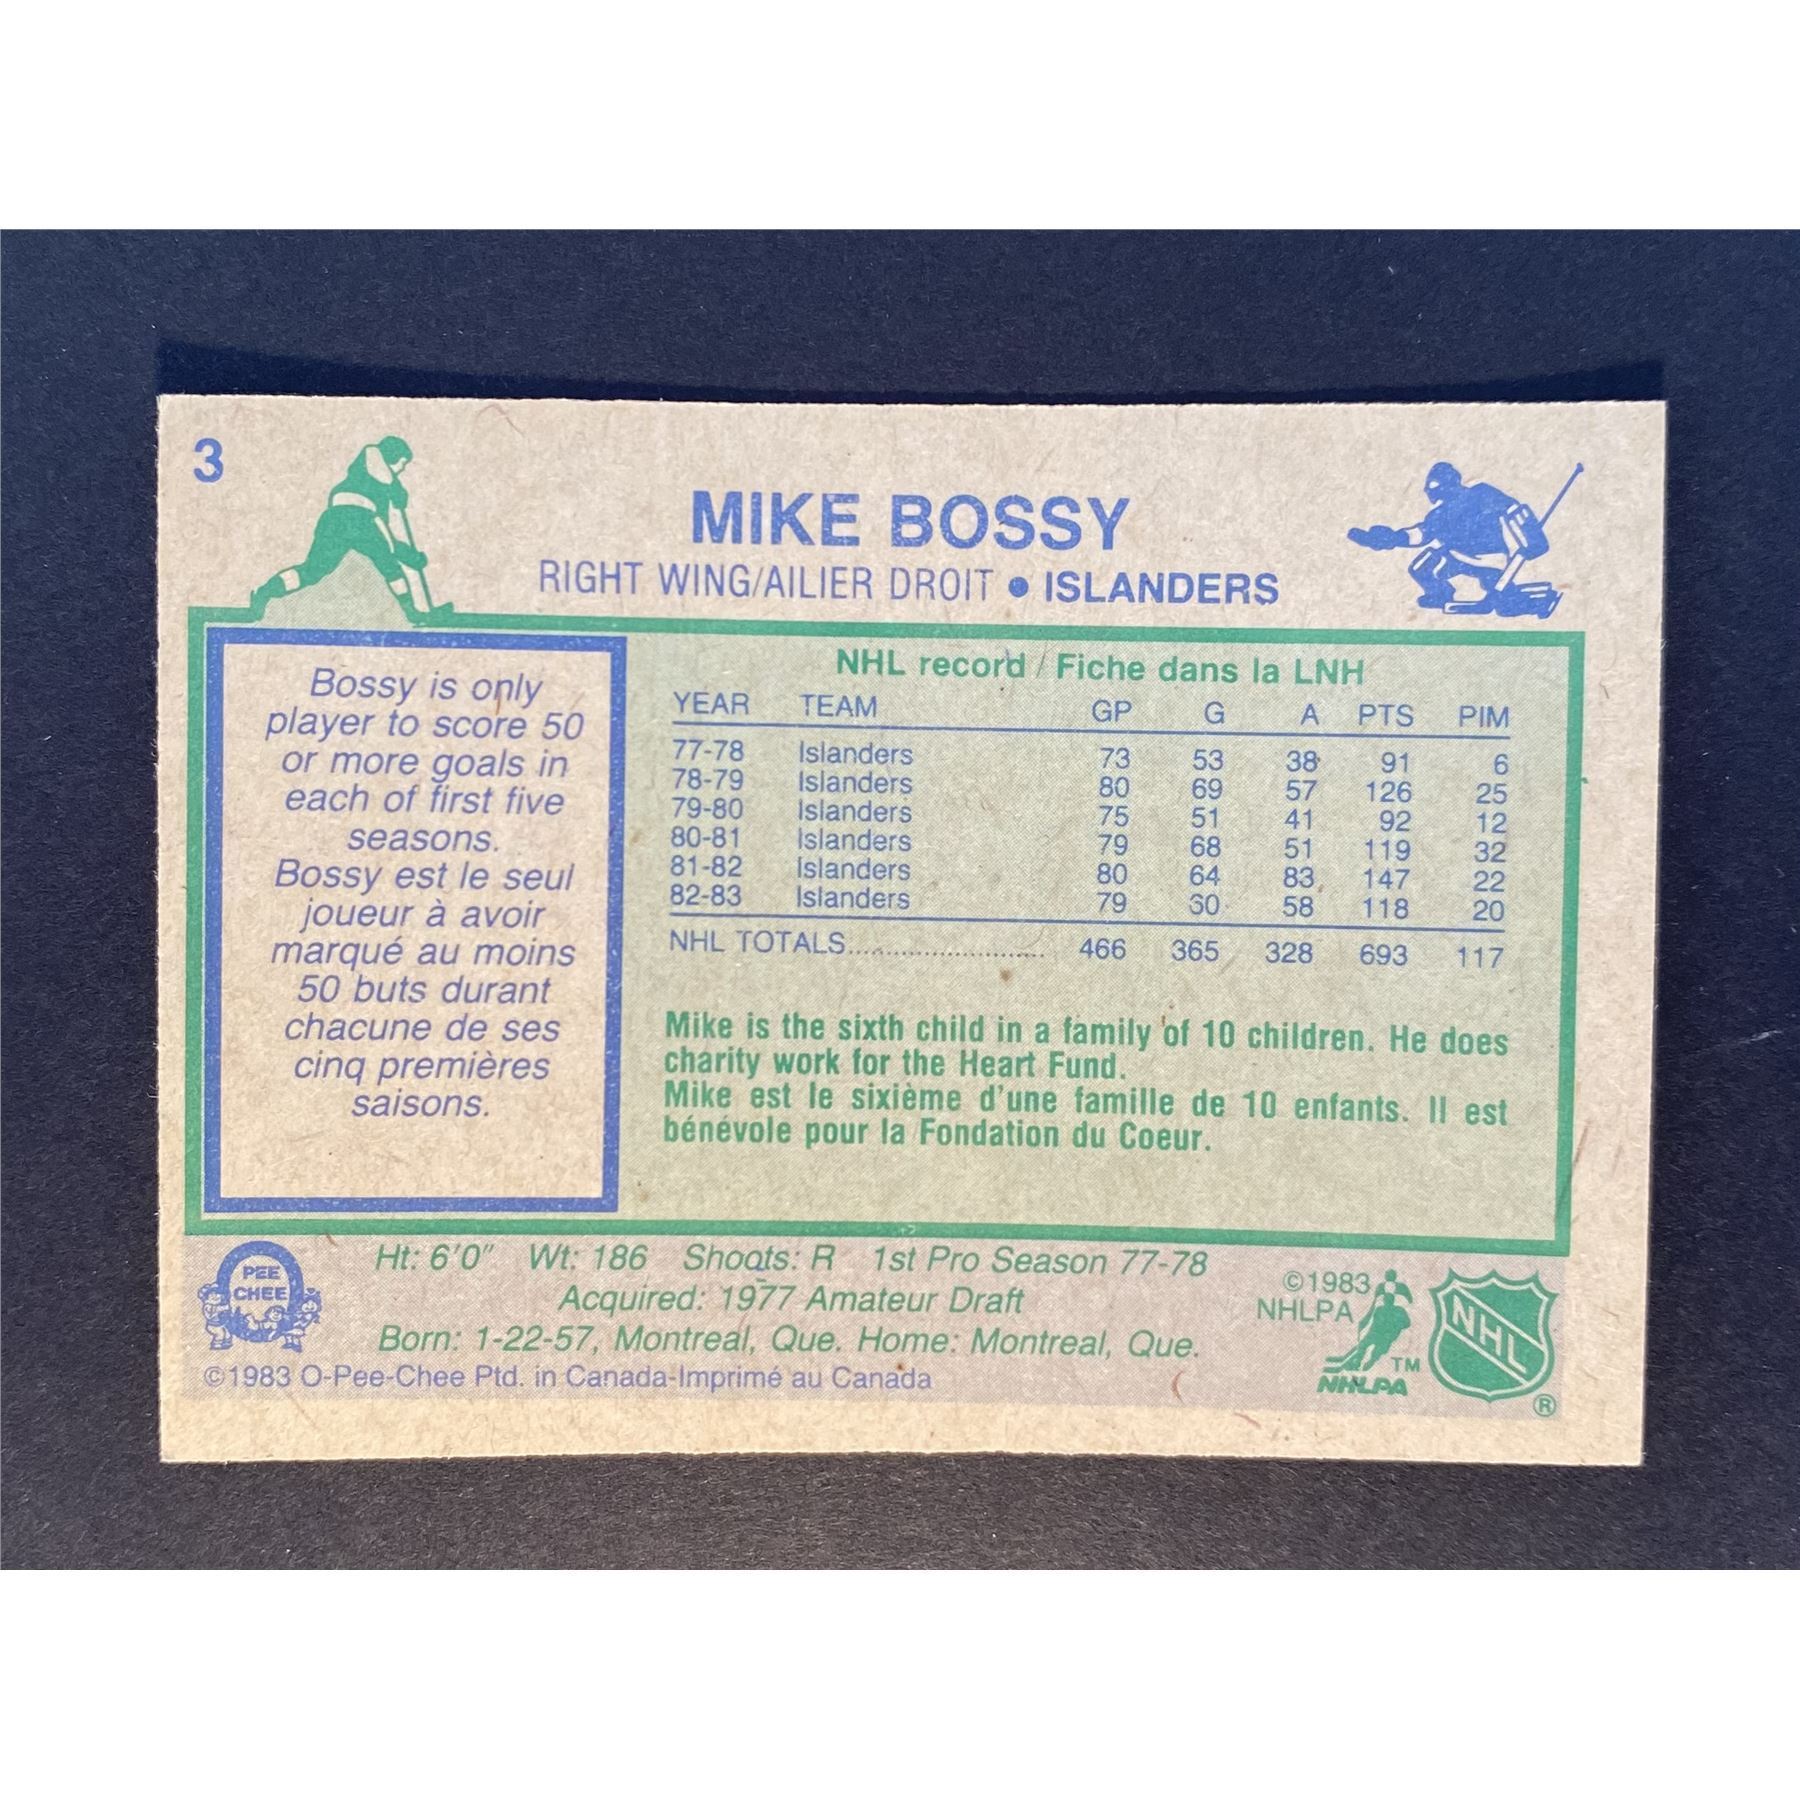 3
MIKE BOSSY
RIGHT WING/AILIER DROIT • ISLANDERS
Bossy is only
player to score 50
or more goals in
each of first five
seasons.
Bossy est le seul
joueur à avoir
marqué au moins
50 buts durant
chacune de ses
cinq premières
saisons.
NHL record / Fiche dans la LNH
YEAR TEAM GP G A PTS PIM
77-78 Islanders 73 53 38 91 6
78-79 Islanders 80 69 57 126 25
79-80 Islanders 75 51 41 92 12
80-81 Islanders 79 68 51 119 32
81-82 Islanders 80 64 83 147 22
82-83 Islanders 79 30 58 118 20
NHL TOTALS........................ 466 365 328 693 117
Mike is the sixth child in a family of 10 children. He does
charity work for the Heart Fund.
Mike est le sixième d'une famille de 10 enfants. Il est
bénévole pour la Fondation du Coeur.
PEE
CHEE
Ht: 6'0" Wt: 186 Shoots: R 1st Pro Season 77-78
Acquired: 1977 Amateur Draft
Born: 1-22-57, Montreal, Que. Home: Montreal, Que.
©1983 O-Pee-Chee Ptd. in Canada-Imprimé au Canada
©1983
NHLPA
TM
NHLPA
NHL
®